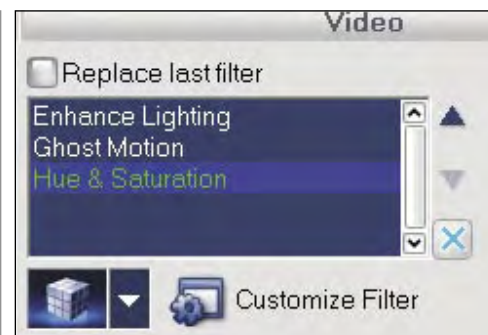 Video
Replace last filter
Enhance Lighting
Ghost Motion
Hue & Saturation
Customize Filter